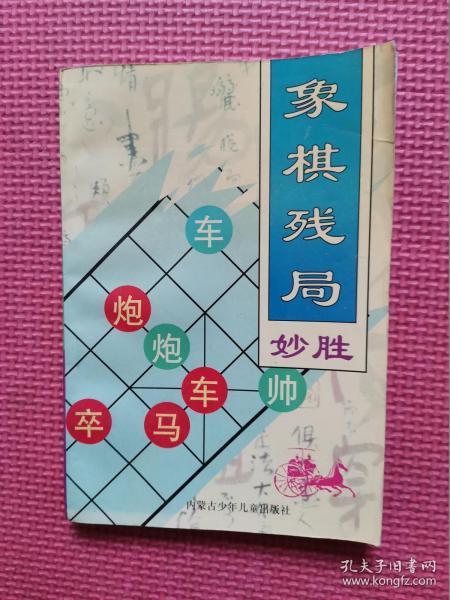 象棋残局
妙胜
车
炮
炮
车
帅
卒
马
内蒙古少年儿童出版社
孔夫子旧书网
www.kongfz.com